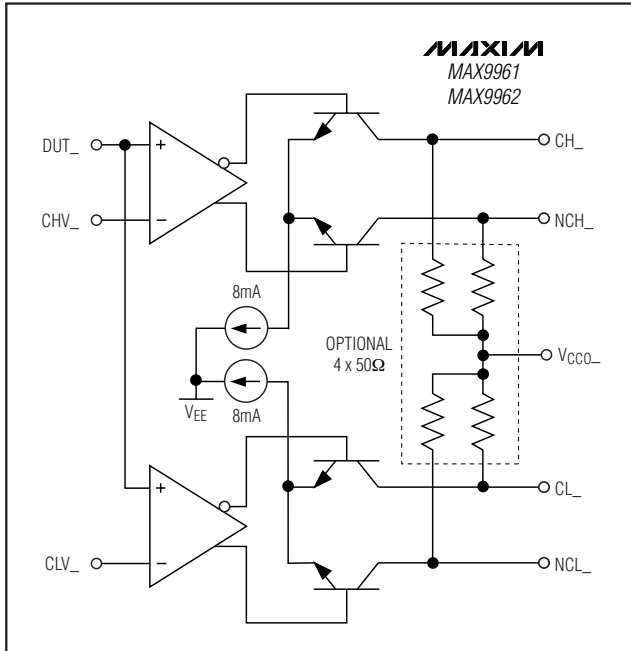 MAXIM
MAX9961
MAX9962
DUT_
+
CH_
CHV_
−
NCH_
8mA
OPTIONAL
4 x 50Ω
VCCO_
VEE
8mA
+
CL_
CLV_
−
NCL_